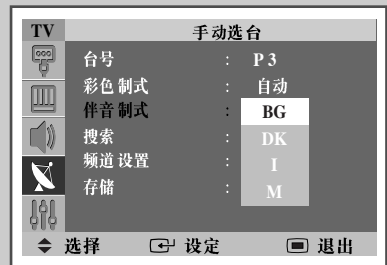 TV 手动选台
台号 : P 3
彩色制式 : 自动
伴音制式 : BG
搜索 : DK
频道设置 : I
存储 : M
选择 设定 退出